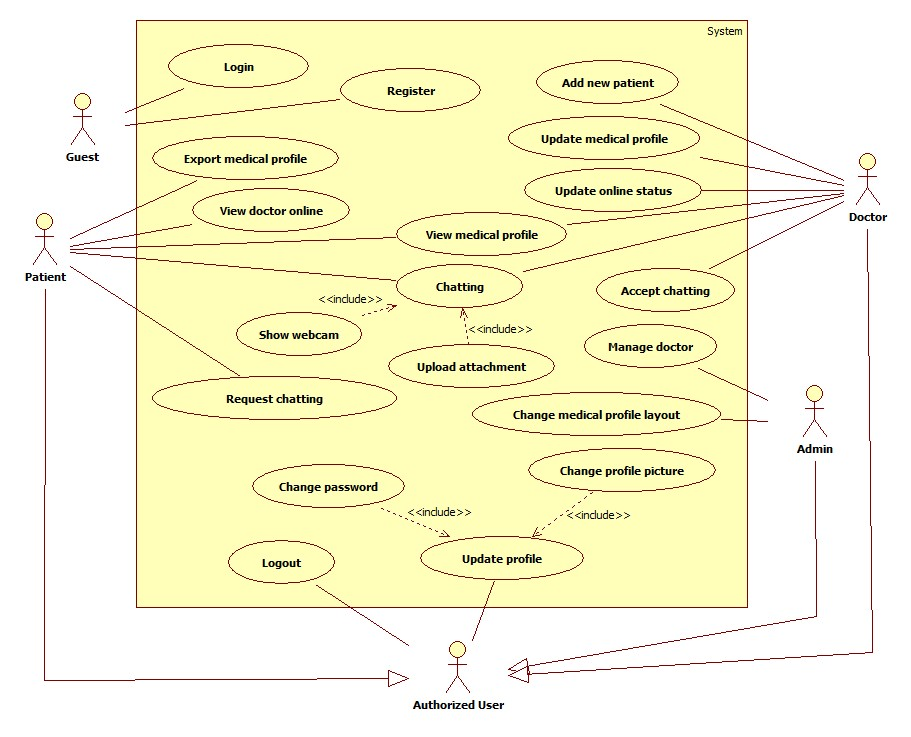 System
Login
Add new patient
Register
Guest
Update medical profile
Export medical profile
Update online status
View doctor online
Doctor
View medical profile
Patient
Chatting
Accept chatting
<<include>>
<<include>>
Show webcam
Manage doctor
Upload attachment
Request chatting
Change medical profile layout
Admin
Change profile picture
Change password
<<include>>
<<include>>
Logout
Update profile
Authorized User